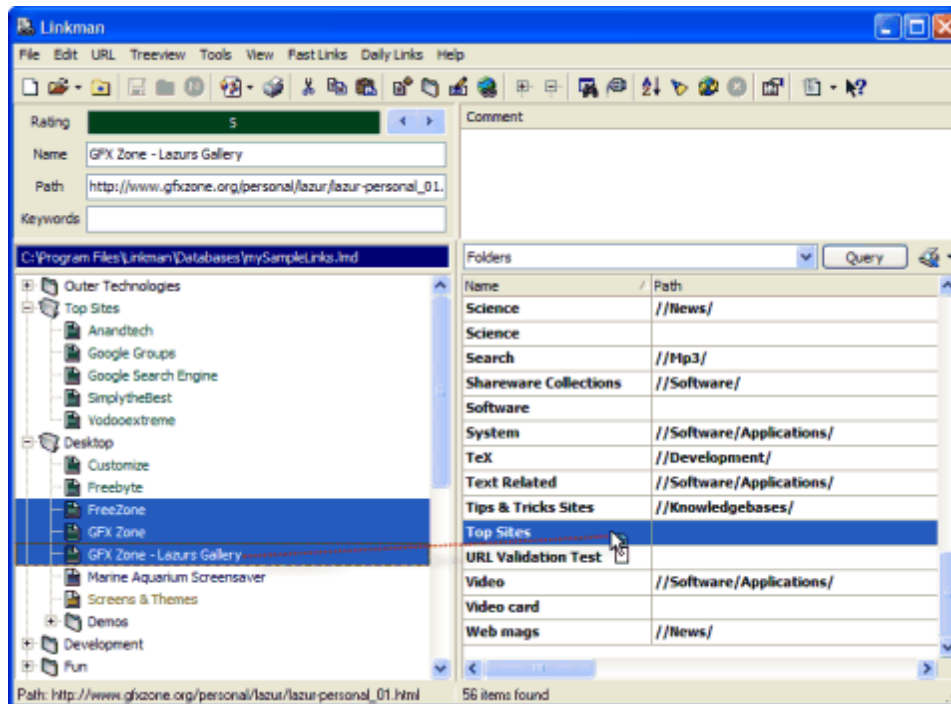 Linkman
File Edit URL Treeview Tools View Fast Links Daily Links Help
Rating 5
Name GFX Zone - Lazurs Gallery
Path http://www.gfxzone.org/personal/lazur/lazur-personal_01.
Keywords
Comment
C:\Program Files\Linkman\Databases\mySampleLinks.lmd
Outer Technologies
Top Sites
Anandtech
Google Groups
Google Search Engine
SimplytheBest
Vodooextreme
Desktop
Customize
Freebyte
FreeZone
GFX Zone
GFX Zone - Lazurs Gallery
Marine Aquarium Screensaver
Screens & Themes
Demos
Development
Fun
Folders Query
Name / Path
Science //News/
Science
Search //Mp3/
Shareware Collections //Software/
Software
System //Software/Applications/
TeX //Development/
Text Related //Software/Applications/
Tips & Tricks Sites //Knowledgebases/
Top Sites
URL Validation Test
Video //Software/Applications/
Video card
Web mags //News/
Path: http://www.gfxzone.org/personal/lazur/lazur-personal_01.html 56 items found